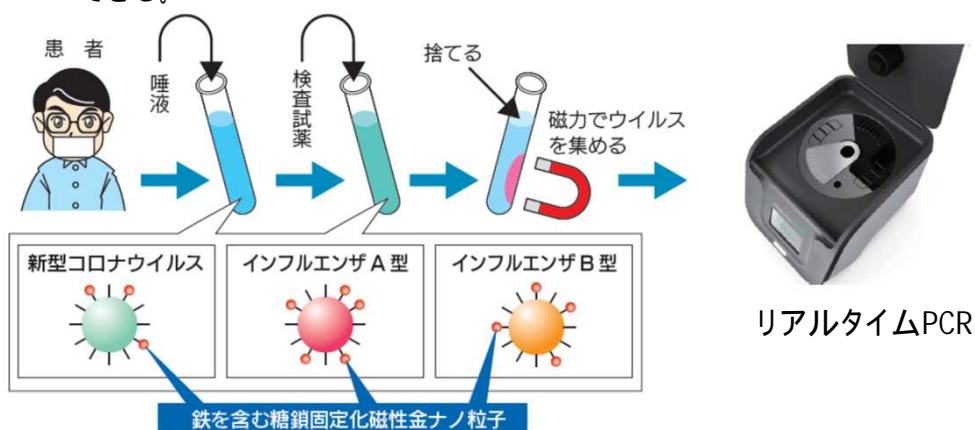 できる。
患 者
唾液
検査試薬
捨てる
磁力でウイルス
を集める
新型コロナウイルス
インフルエンザA型
インフルエンザB型
鉄を含む糖鎖固定化磁性金ナノ粒子
リアルタイムPCR